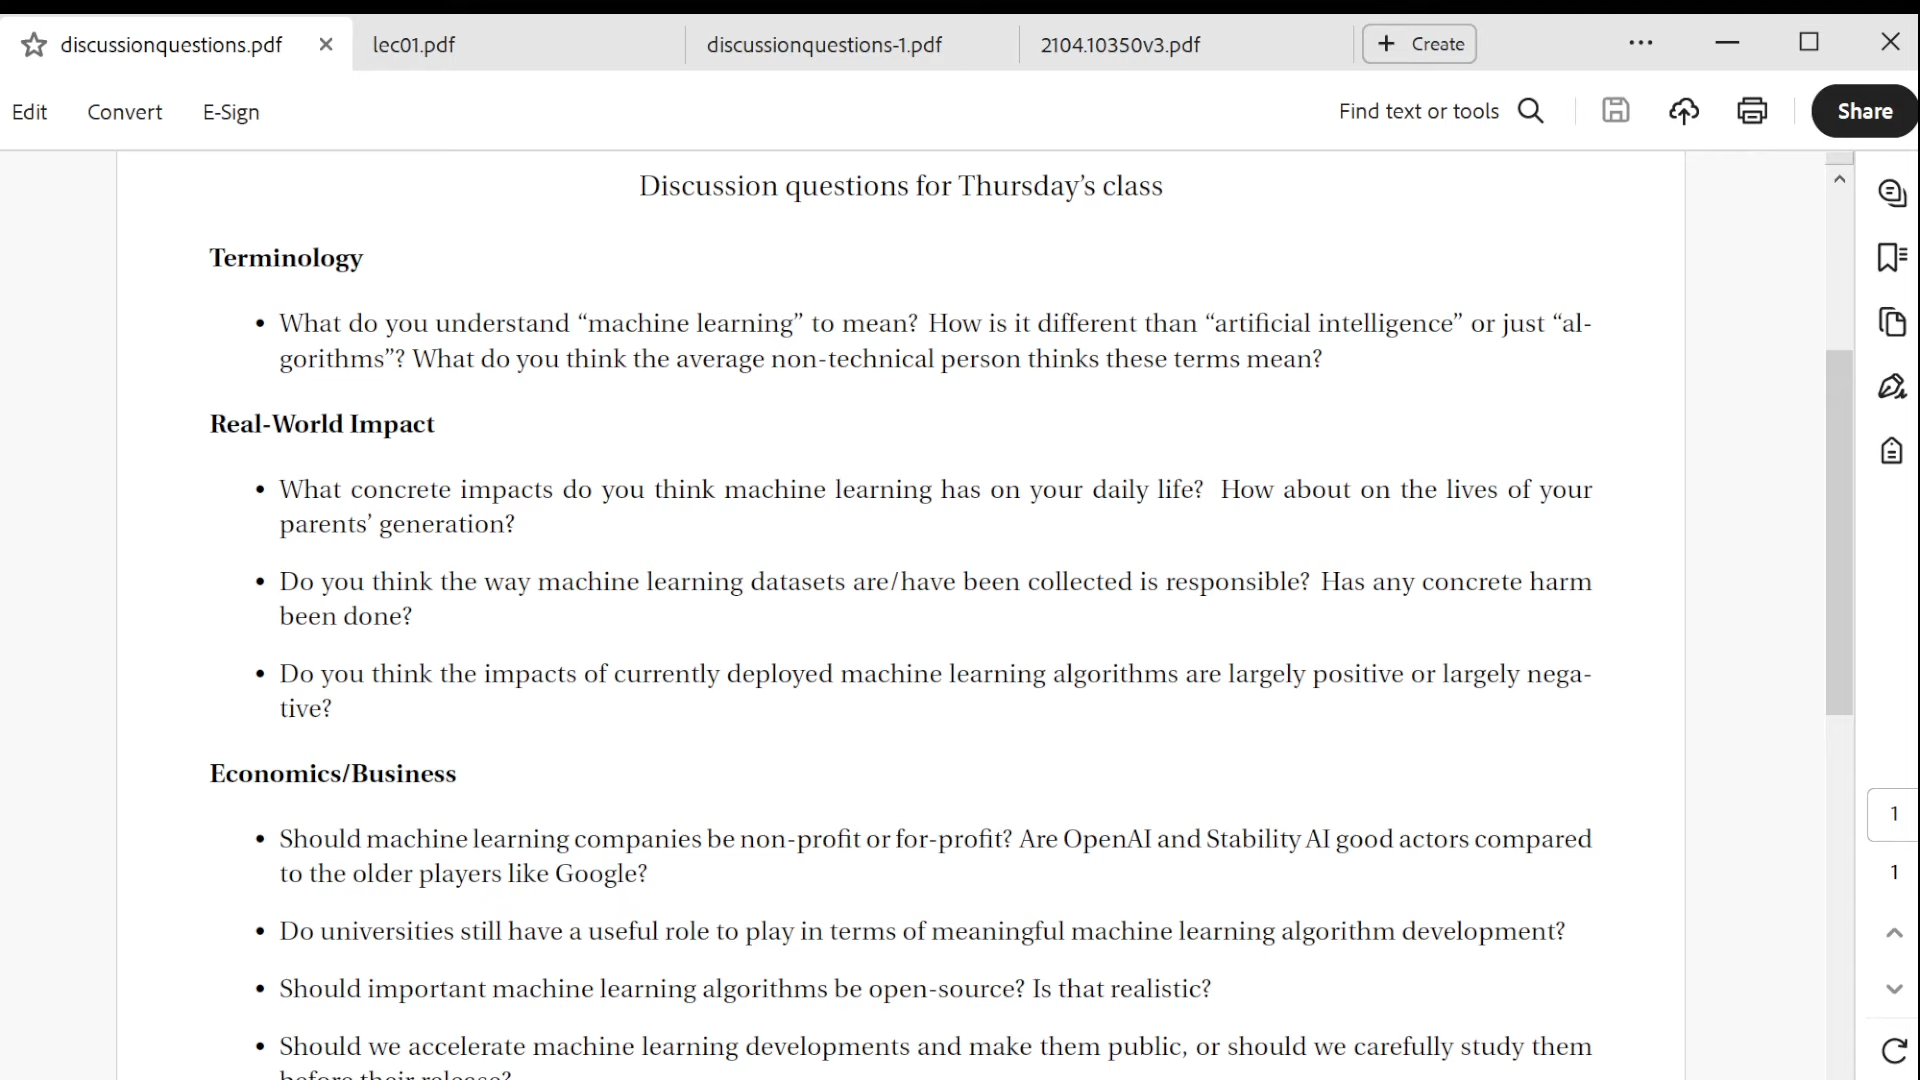 discussionquestions.pdf
lec01.pdf
discussionquestions-1.pdf
2104.10350v3.pdf
+ Create
Edit
Convert
E-Sign
Find text or tools
Share
Discussion questions for Thursday’s class
Terminology
• What do you understand “machine learning” to mean? How is it different than “artificial intelligence” or just “al-
gorithms”? What do you think the average non-technical person thinks these terms mean?
Real-World Impact
• What concrete impacts do you think machine learning has on your daily life? How about on the lives of your
parents’ generation?
• Do you think the way machine learning datasets are/have been collected is responsible? Has any concrete harm
been done?
• Do you think the impacts of currently deployed machine learning algorithms are largely positive or largely nega-
tive?
Economics/Business
• Should machine learning companies be non-profit or for-profit? Are OpenAI and Stability AI good actors compared
to the older players like Google?
• Do universities still have a useful role to play in terms of meaningful machine learning algorithm development?
• Should important machine learning algorithms be open-source? Is that realistic?
• Should we accelerate machine learning developments and make them public, or should we carefully study them
before their release?
1
1